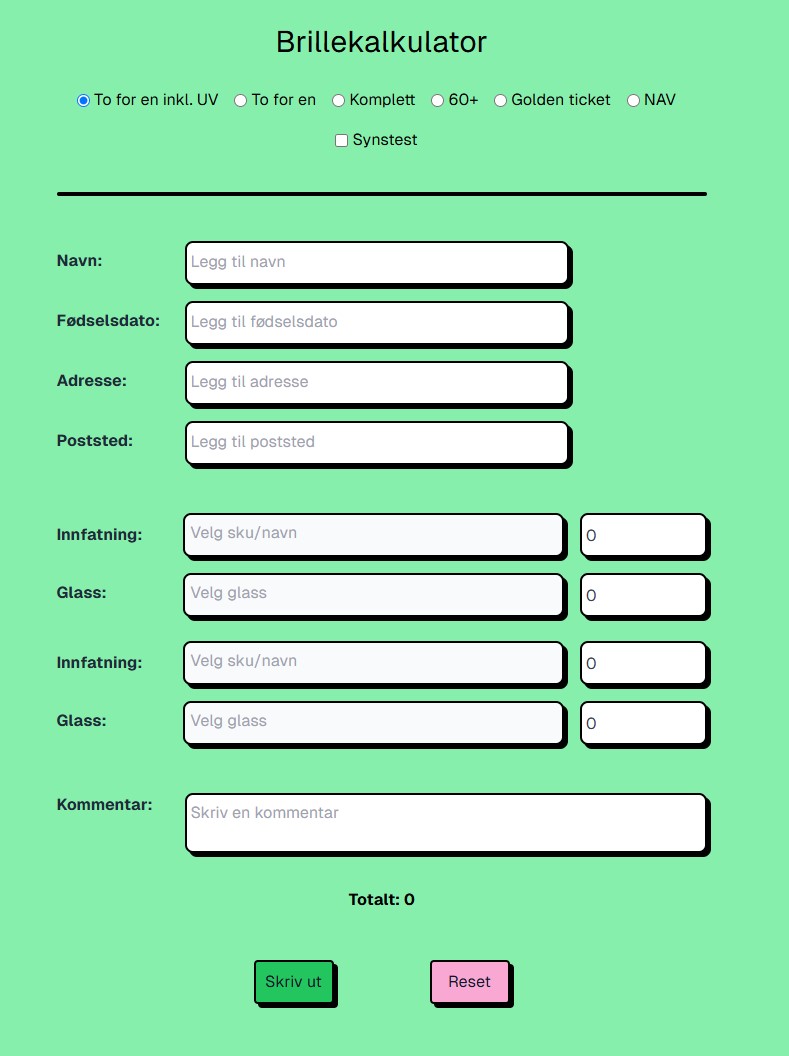 Brillekalkulator
To for en inkl. UV To for en Komplett 60+ Golden ticket NAV
Synstest
Navn: Legg til navn
Fødselsdato: Legg til fødselsdato
Adresse: Legg til adresse
Poststed: Legg til poststed
Innfatning: Velg sku/navn 0
Glass: Velg glass 0
Innfatning: Velg sku/navn 0
Glass: Velg glass 0
Kommentar: Skriv en kommentar
Totalt: 0
Skriv ut Reset